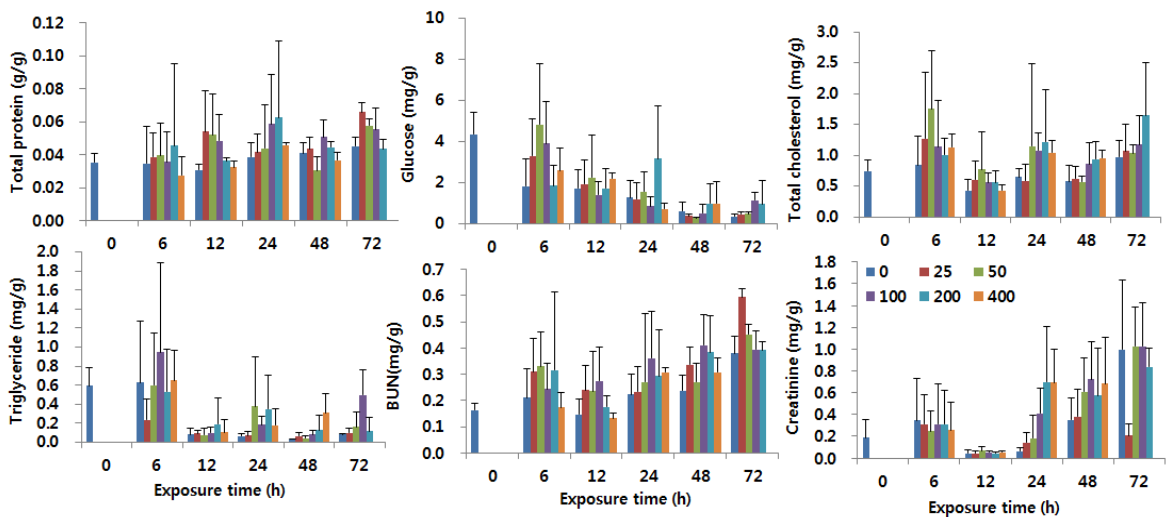 Total protein (g/g)
0.12
0.10
0.08
0.06
0.04
0.02
0.00
0 6 12 24 48 72
Glucose (mg/g)
10
8
6
4
2
0
0 6 12 24 48 72
Total cholesterol (mg/g)
3.0
2.5
2.0
1.5
1.0
0.5
0.0
0 6 12 24 48 72
Triglyceride (mg/g)
2.0
1.8
1.6
1.4
1.2
1.0
0.8
0.6
0.4
0.2
0.0
0 6 12 24 48 72
Exposure time (h)
BUN(mg/g)
0.7
0.6
0.5
0.4
0.3
0.2
0.1
0.0
0 6 12 24 48 72
Exposure time (h)
Creatinine (mg/g)
1.8
1.6
1.4
1.2
1.0
0.8
0.6
0.4
0.2
0.0
0 25 50
100 200 400
0 6 12 24 48 72
Exposure time (h)